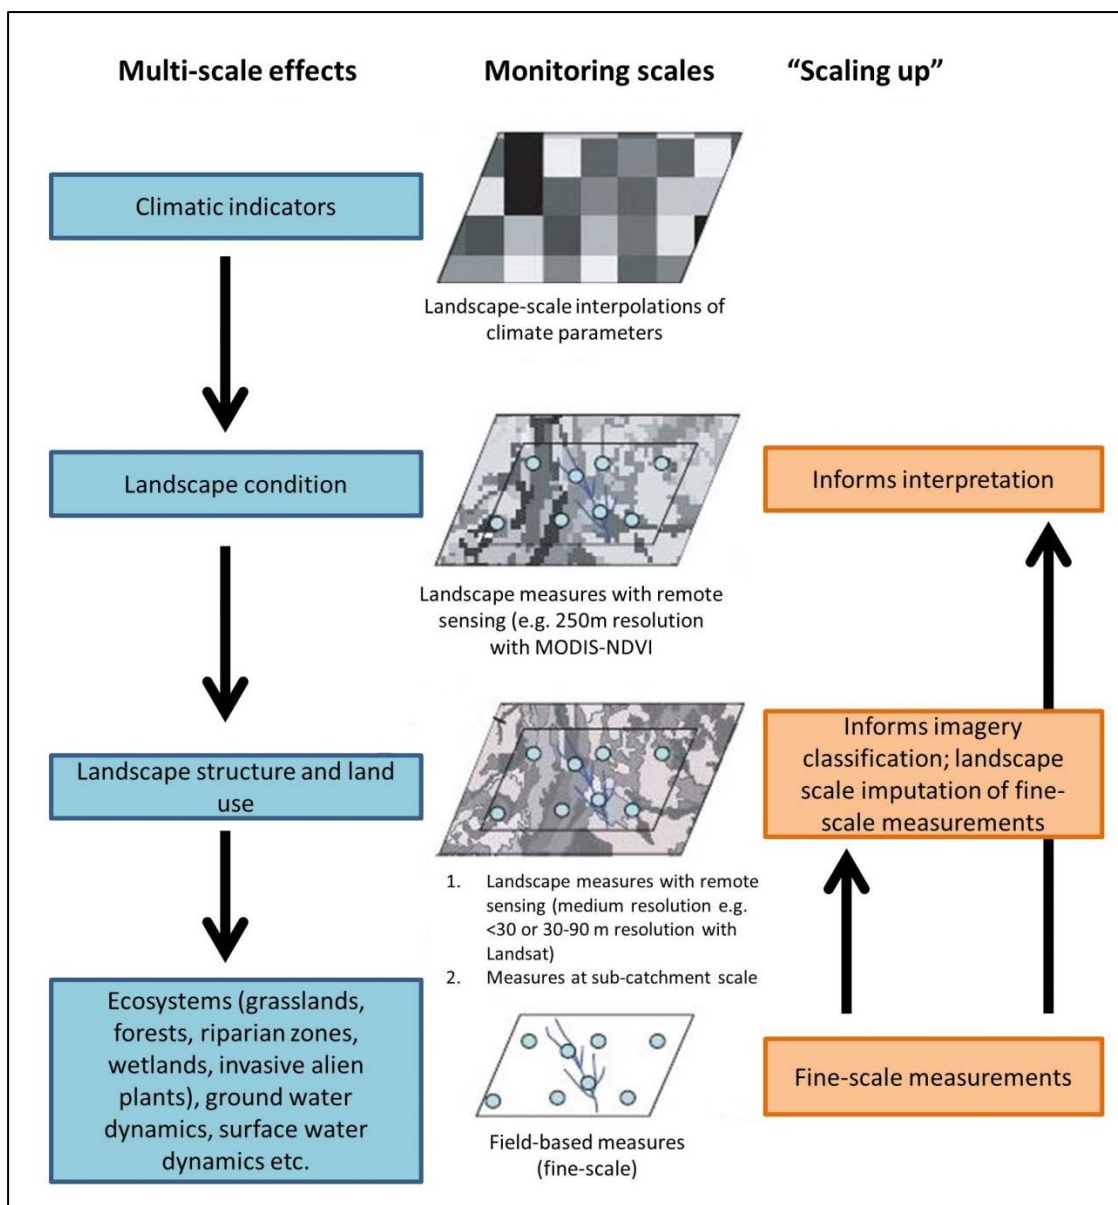 Multi-scale effects
Monitoring scales
“Scaling up”
Climatic indicators
Landscape-scale interpolations of
climate parameters
Landscape condition
Landscape measures with remote
sensing (e.g. 250m resolution
with MODIS-NDVI
Informs interpretation
Landscape structure and land
use
1. Landscape measures with remote
sensing (medium resolution e.g.
<30 or 30-90 m resolution with
Landsat)
2. Measures at sub-catchment scale
Informs imagery
classification; landscape
scale imputation of fine-
scale measurements
Ecosystems (grasslands,
forests, riparian zones,
wetlands, invasive alien
plants), ground water
dynamics, surface water
dynamics etc.
Field-based measures
(fine-scale)
Fine-scale measurements